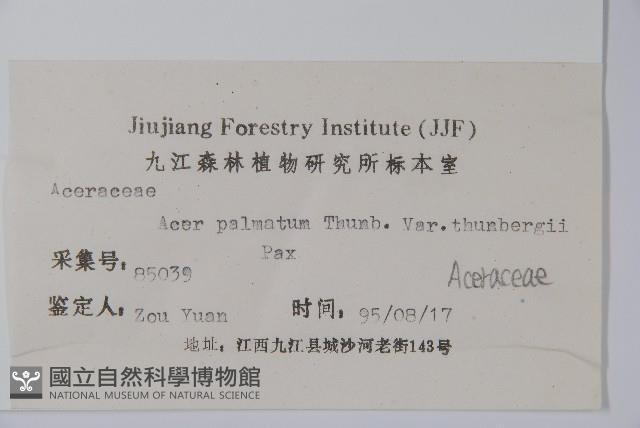 Jiujiang Forestry Institute (JJF)
九江森林植物研究所标本室
Aceraceae
Acer palmatum Thunb. Var. thunbergii
Pax
采集号: 85039
Aceraceae
鉴定人: Zou Yuan 时间: 95/08/17
地址: 江西九江县城沙河老街143号
國立自然科學博物館
NATIONAL MUSEUM OF NATURAL SCIENCE